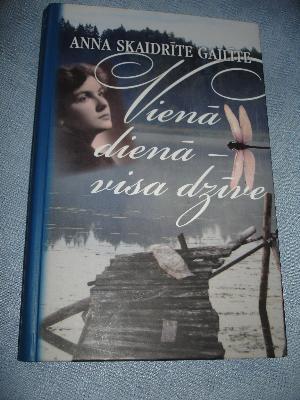 ANNA SKAIDRĪTE GAILĪTE
Vienā
dienā –
visa dzīve